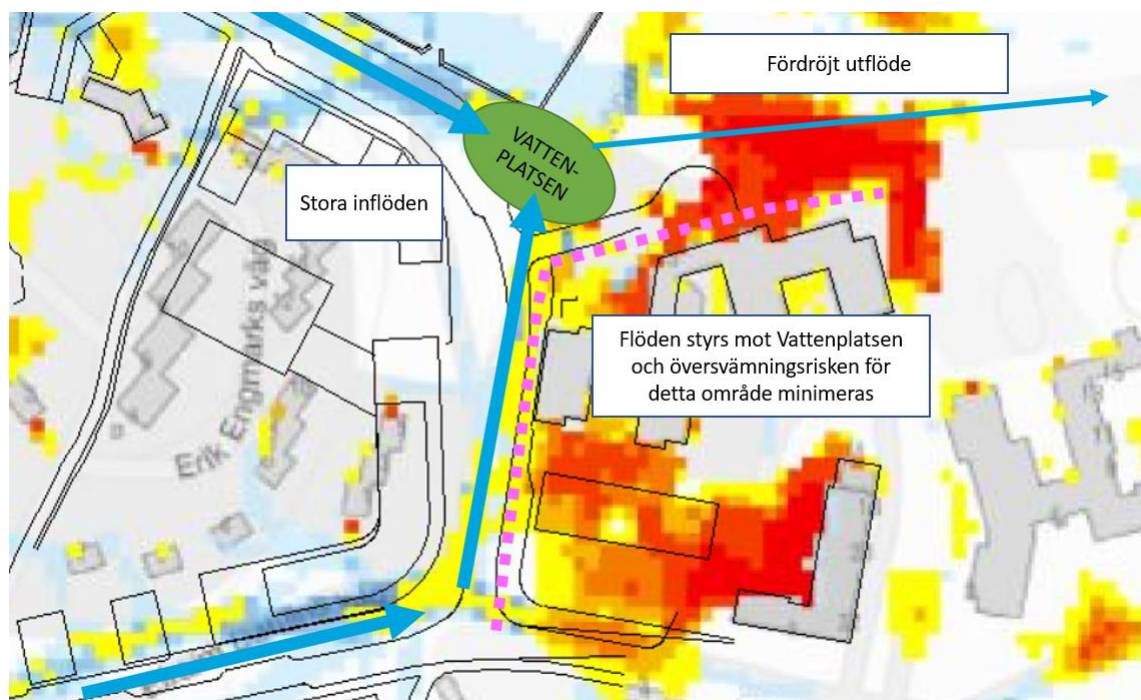 Fördröjt utflöde
VATTEN-
PLATSEN
Stora inflöden
Erik Engmarks väg
Flöden styrs mot Vattenplatsen
och översvämningsrisken för
detta område minimeras